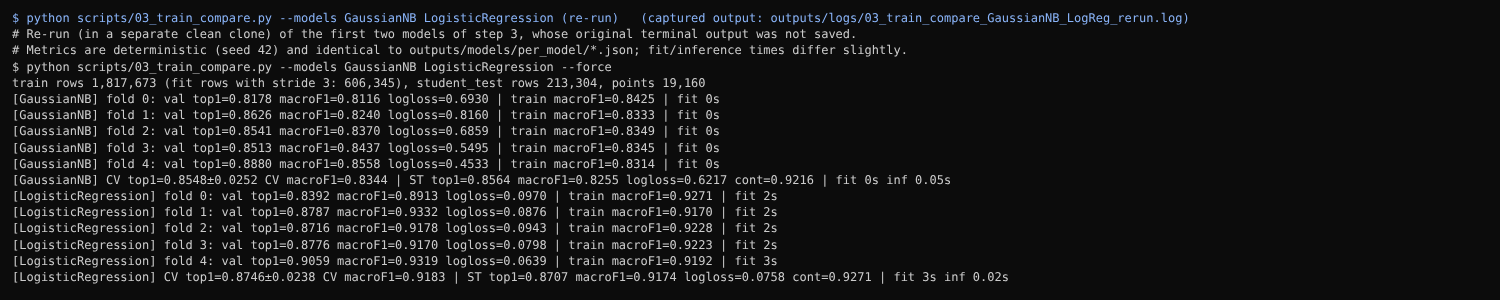 $ python scripts/03_train_compare.py --models GaussianNB LogisticRegression (re-run)   (captured output: outputs/logs/03_train_compare_GaussianNB_LogReg_rerun.log)
# Re-run (in a separate clean clone) of the first two models of step 3, whose original terminal output was not saved.
# Metrics are deterministic (seed 42) and identical to outputs/models/per_model/*.json; fit/inference times differ slightly.
$ python scripts/03_train_compare.py --models GaussianNB LogisticRegression --force
train rows 1,817,673 (fit rows with stride 3: 606,345), student_test rows 213,304, points 19,160
[GaussianNB] fold 0: val top1=0.8178 macroF1=0.8116 logloss=0.6930 | train macroF1=0.8425 | fit 0s
[GaussianNB] fold 1: val top1=0.8626 macroF1=0.8240 logloss=0.8160 | train macroF1=0.8333 | fit 0s
[GaussianNB] fold 2: val top1=0.8541 macroF1=0.8370 logloss=0.6859 | train macroF1=0.8349 | fit 0s
[GaussianNB] fold 3: val top1=0.8513 macroF1=0.8437 logloss=0.5495 | train macroF1=0.8345 | fit 0s
[GaussianNB] fold 4: val top1=0.8880 macroF1=0.8558 logloss=0.4533 | train macroF1=0.8314 | fit 0s
[GaussianNB] CV top1=0.8548±0.0252 CV macroF1=0.8344 | ST top1=0.8564 macroF1=0.8255 logloss=0.6217 cont=0.9216 | fit 0s inf 0.05s
[LogisticRegression] fold 0: val top1=0.8392 macroF1=0.8913 logloss=0.0970 | train macroF1=0.9271 | fit 2s
[LogisticRegression] fold 1: val top1=0.8787 macroF1=0.9332 logloss=0.0876 | train macroF1=0.9170 | fit 2s
[LogisticRegression] fold 2: val top1=0.8716 macroF1=0.9178 logloss=0.0943 | train macroF1=0.9228 | fit 2s
[LogisticRegression] fold 3: val top1=0.8776 macroF1=0.9170 logloss=0.0798 | train macroF1=0.9223 | fit 2s
[LogisticRegression] fold 4: val top1=0.9059 macroF1=0.9319 logloss=0.0639 | train macroF1=0.9192 | fit 3s
[LogisticRegression] CV top1=0.8746±0.0238 CV macroF1=0.9183 | ST top1=0.8707 macroF1=0.9174 logloss=0.0758 cont=0.9271 | fit 3s inf 0.02s